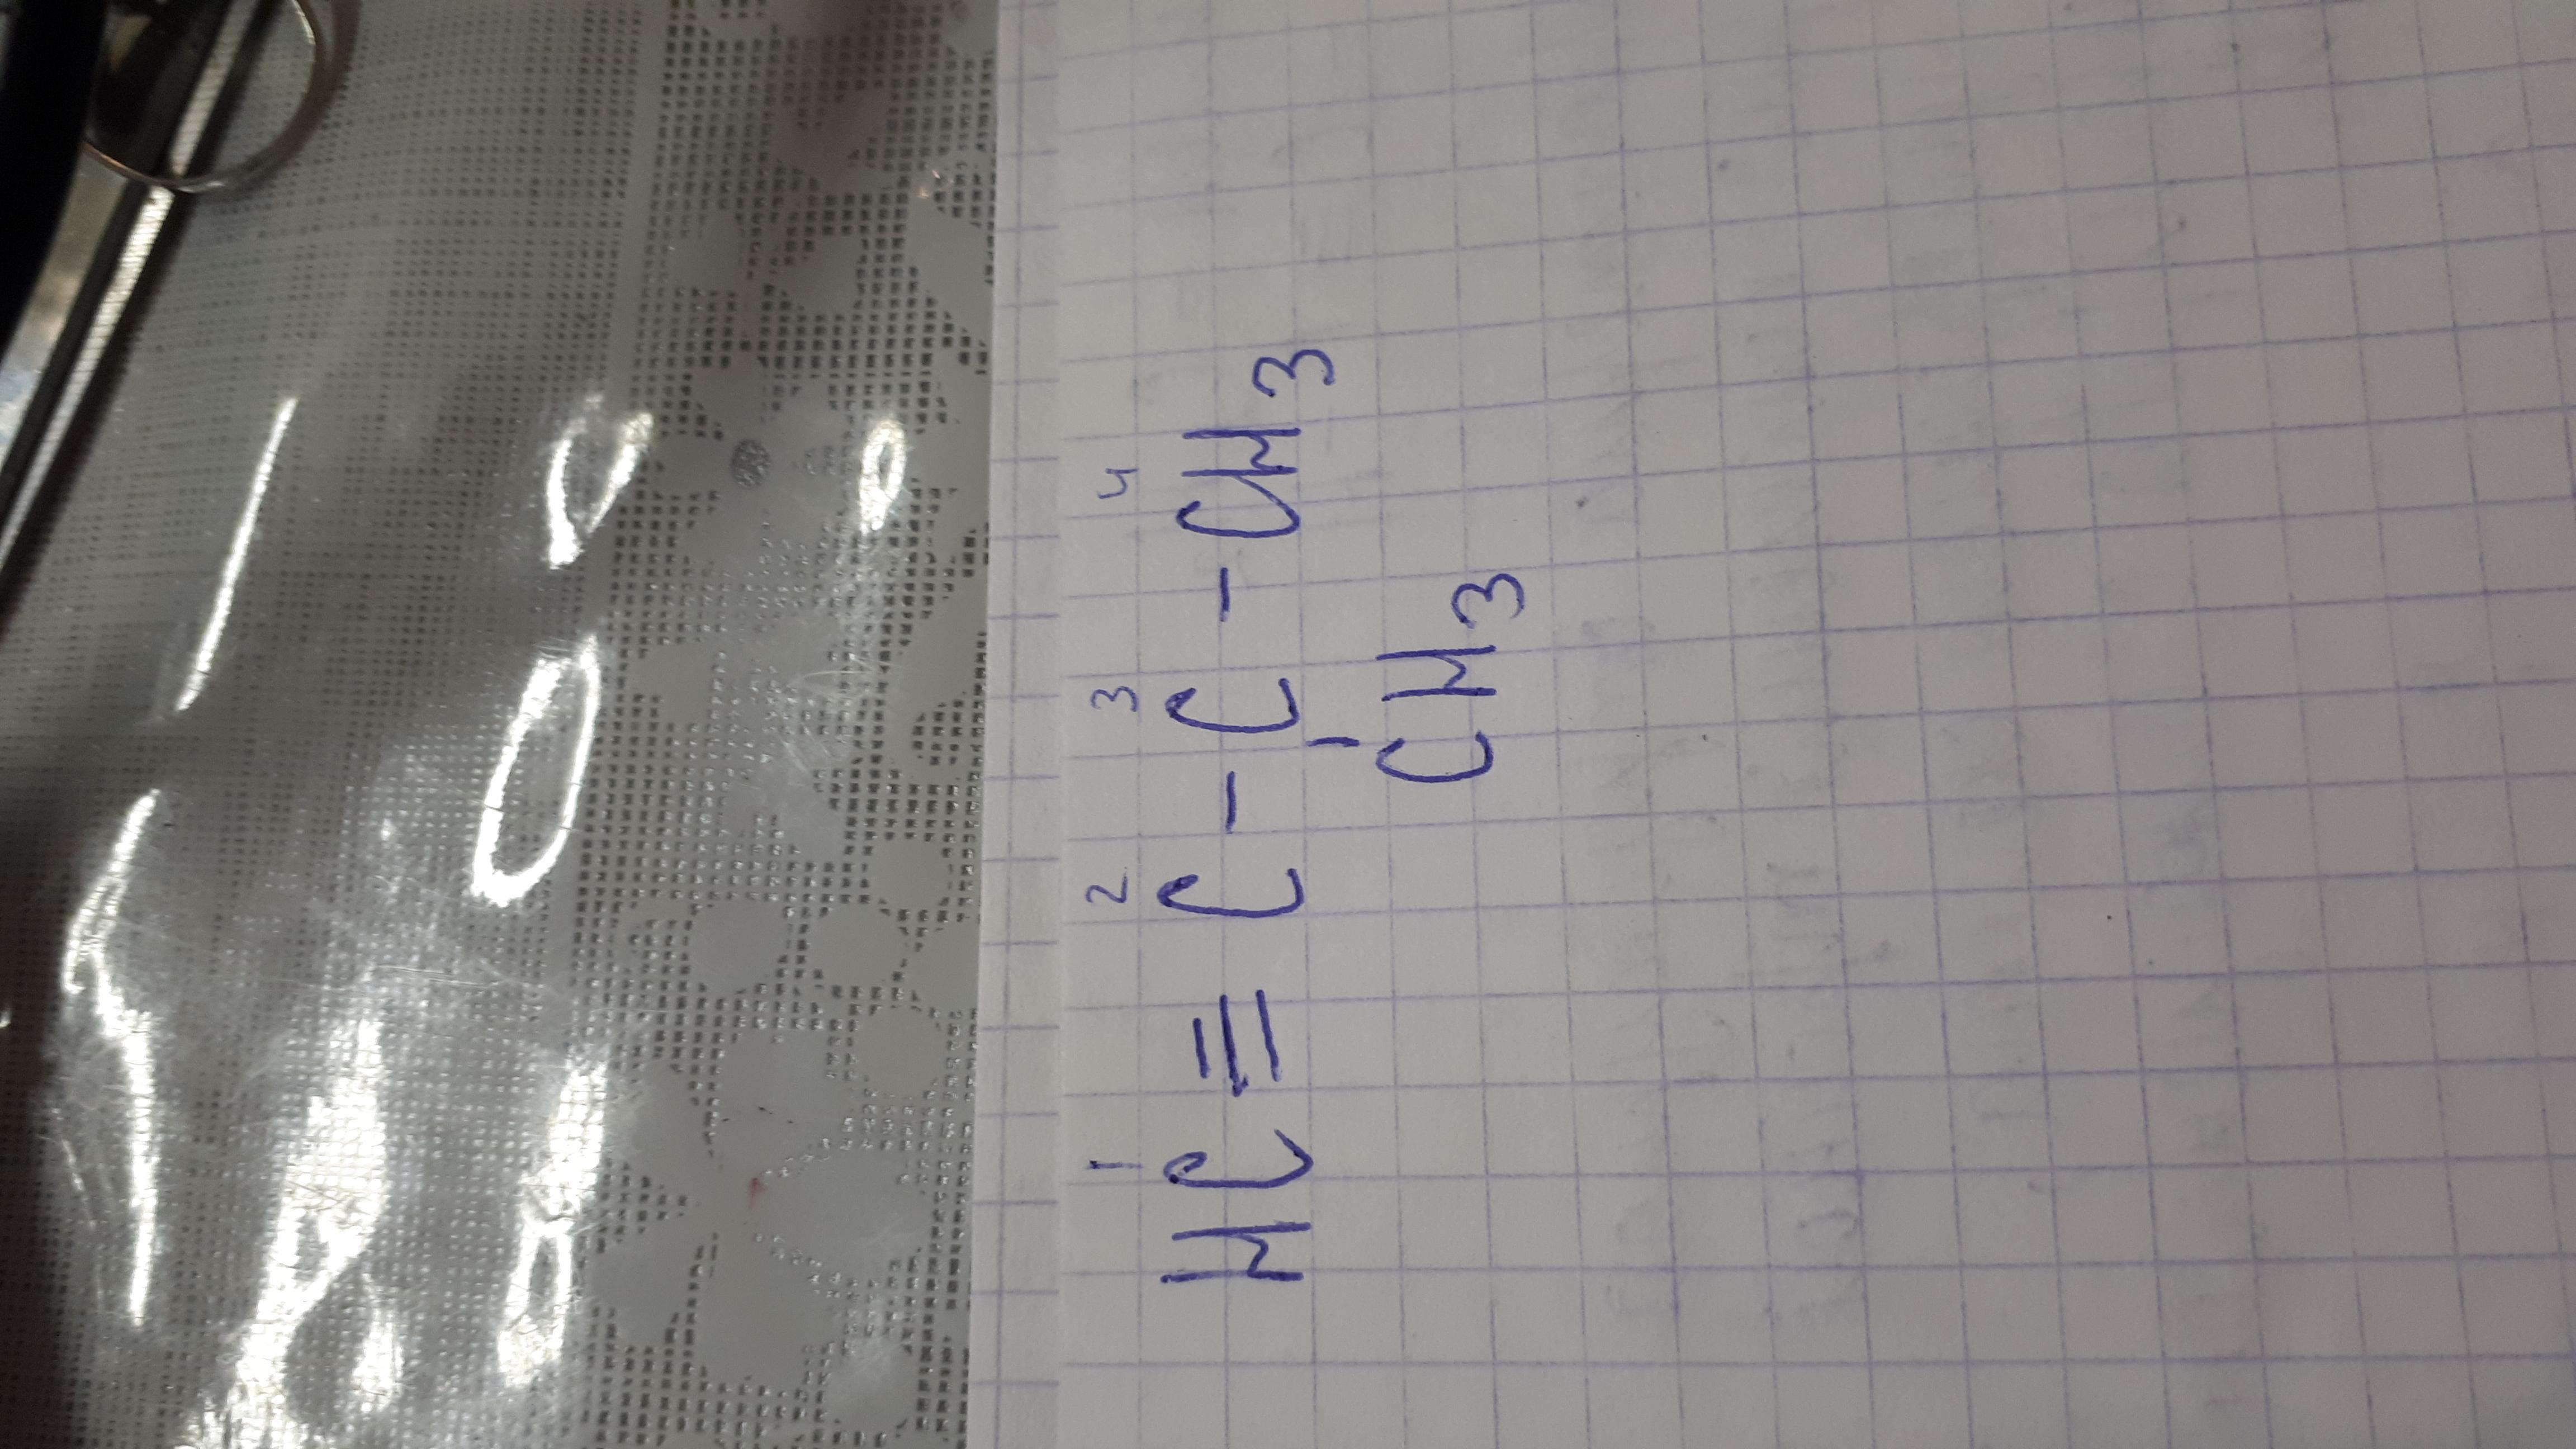 1 2 3 4
HC ≡ C - C - CH3
|
CH3